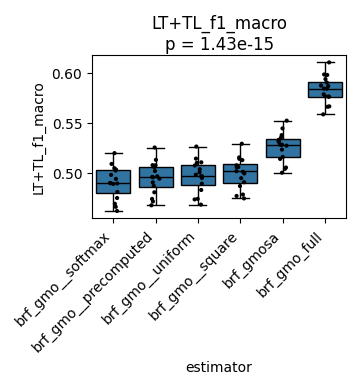 LT+TL_f1_macro
p = 1.43e-15
LT+TL_f1_macro
0.60
0.55
0.50
brf_gmo__softmax
brf_gmo__precomputed
brf_gmo__uniform
brf_gmo__square
brf_gmosa
brf_gmo_full
estimator